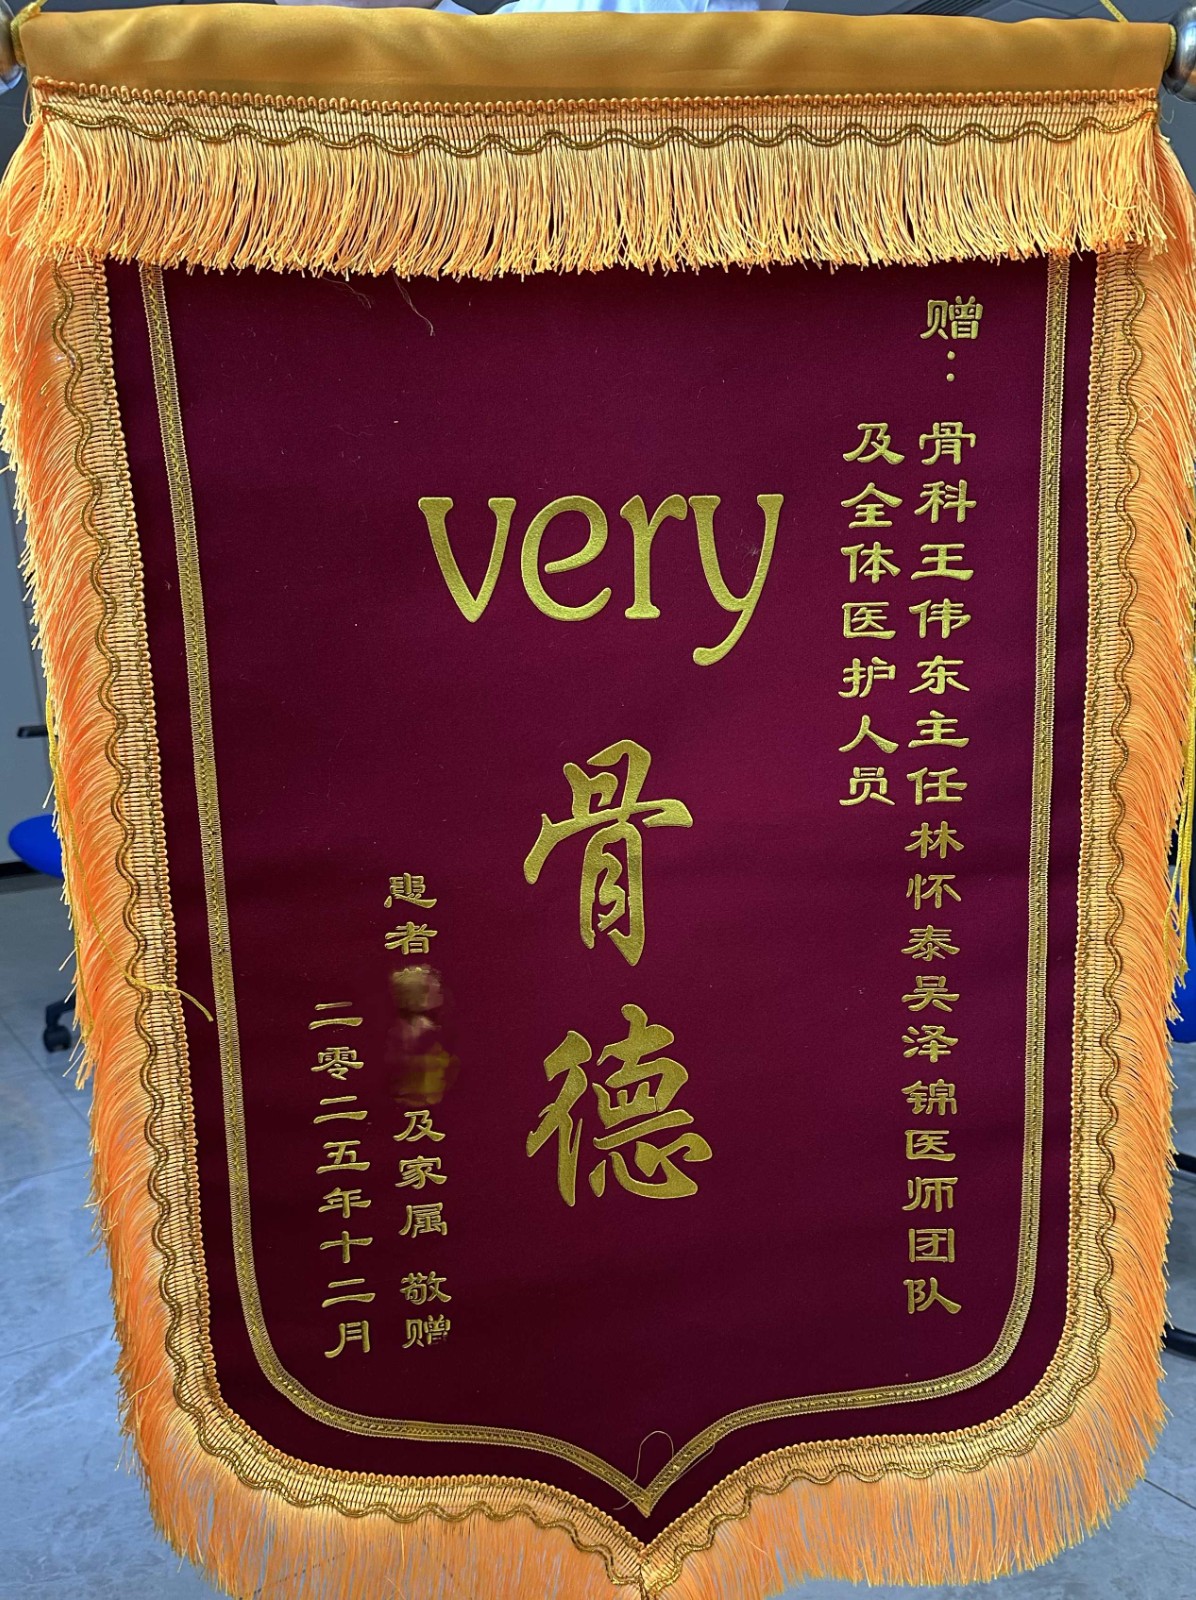 赠：骨科王伟东主任林怀泰吴泽锦医师团队
及全体医护人员
very
骨
德
患者 及家属 敬赠
二零二五年十二月